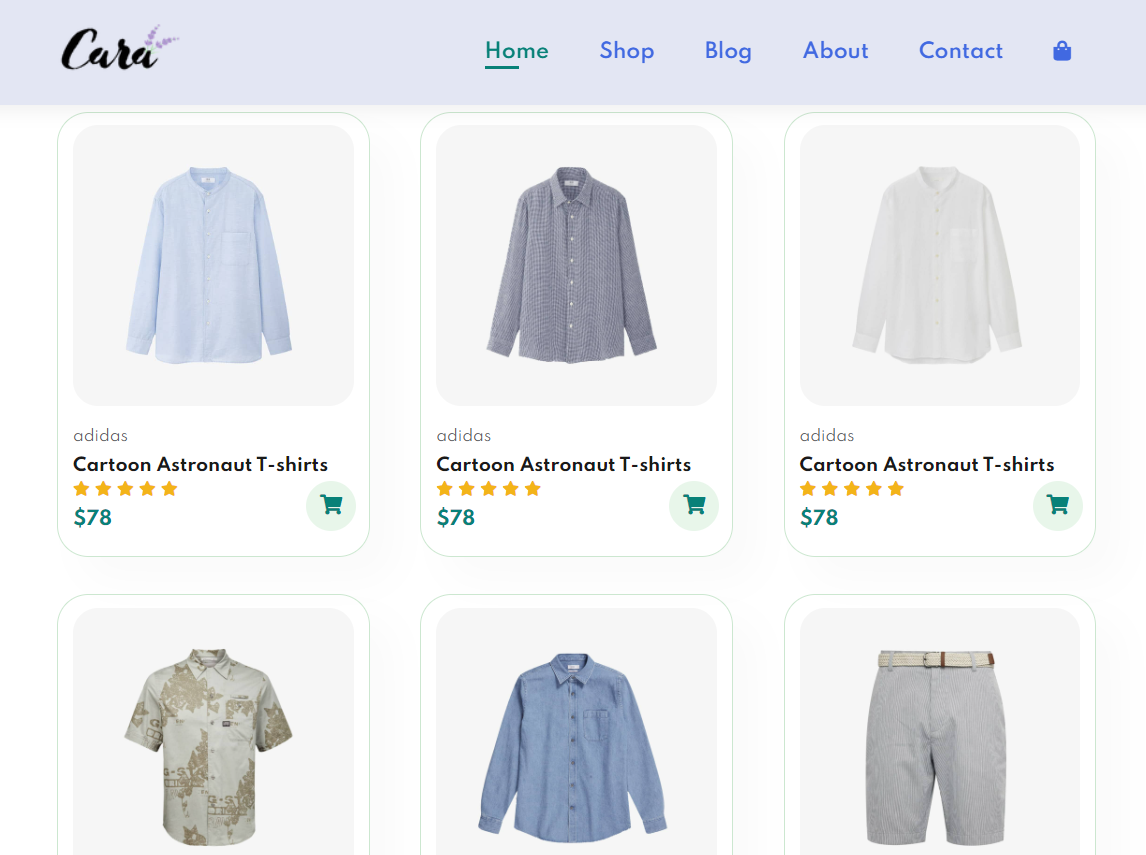 Cara
Home Shop Blog About Contact
adidas adidas adidas
Cartoon Astronaut T-shirts Cartoon Astronaut T-shirts Cartoon Astronaut T-shirts
$78 $78 $78